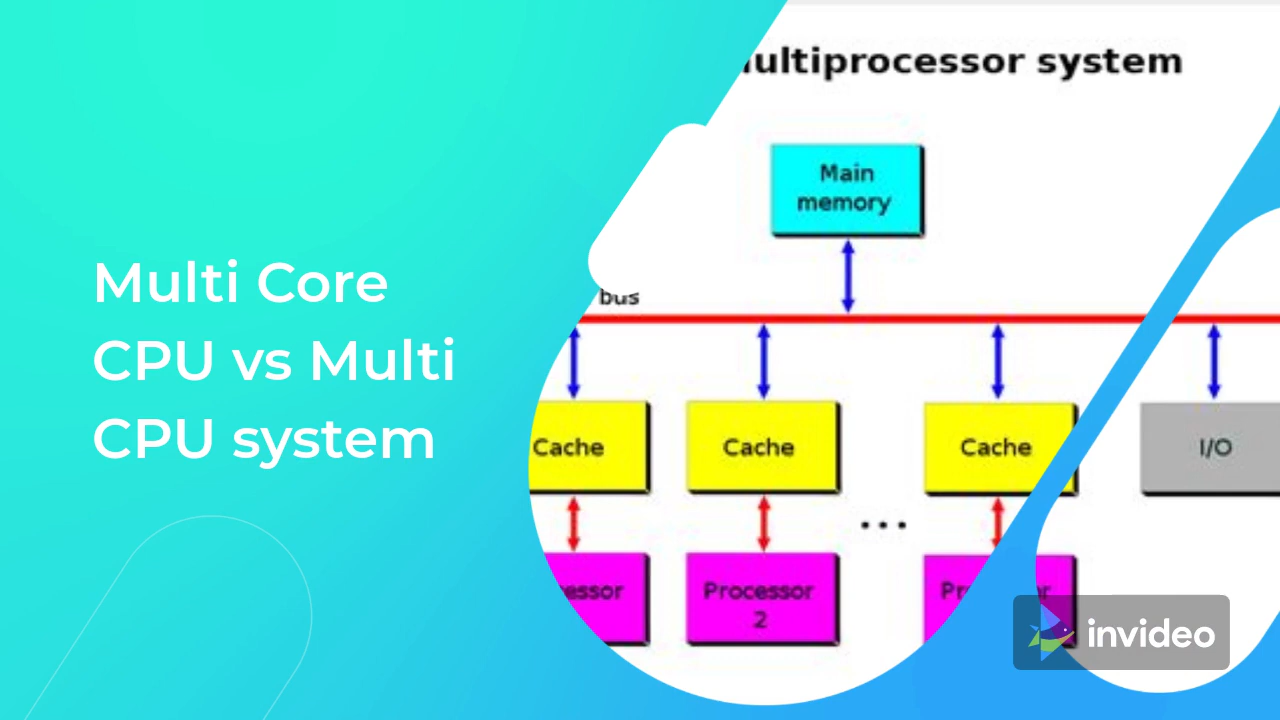 Multi Core
CPU vs Multi
CPU system
ultiprocessor system
Main
memory
bus
Cache
Cache
Cache
I/O
Processor
2
invideo